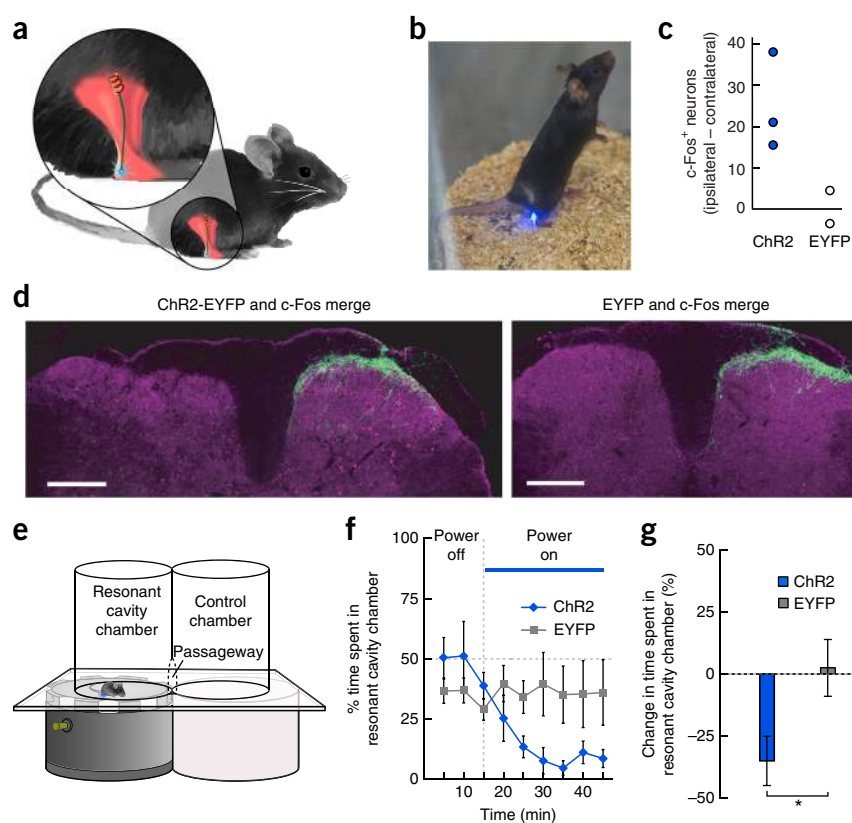 a
b
c
c-Fos⁺ neurons
(ipsilateral – contralateral)
40
30
20
10
0
ChR2
EYFP
d
ChR2-EYFP and c-Fos merge
EYFP and c-Fos merge
e
Resonant
cavity
chamber
Control
chamber
Passageway
f
% time spent in
resonant cavity chamber
100
75
50
25
0
Power
off
Power
on
ChR2
EYFP
10
20
30
40
Time (min)
g
Change in time spent in
resonant cavity chamber (%)
50
25
0
–25
–50
ChR2
EYFP
*